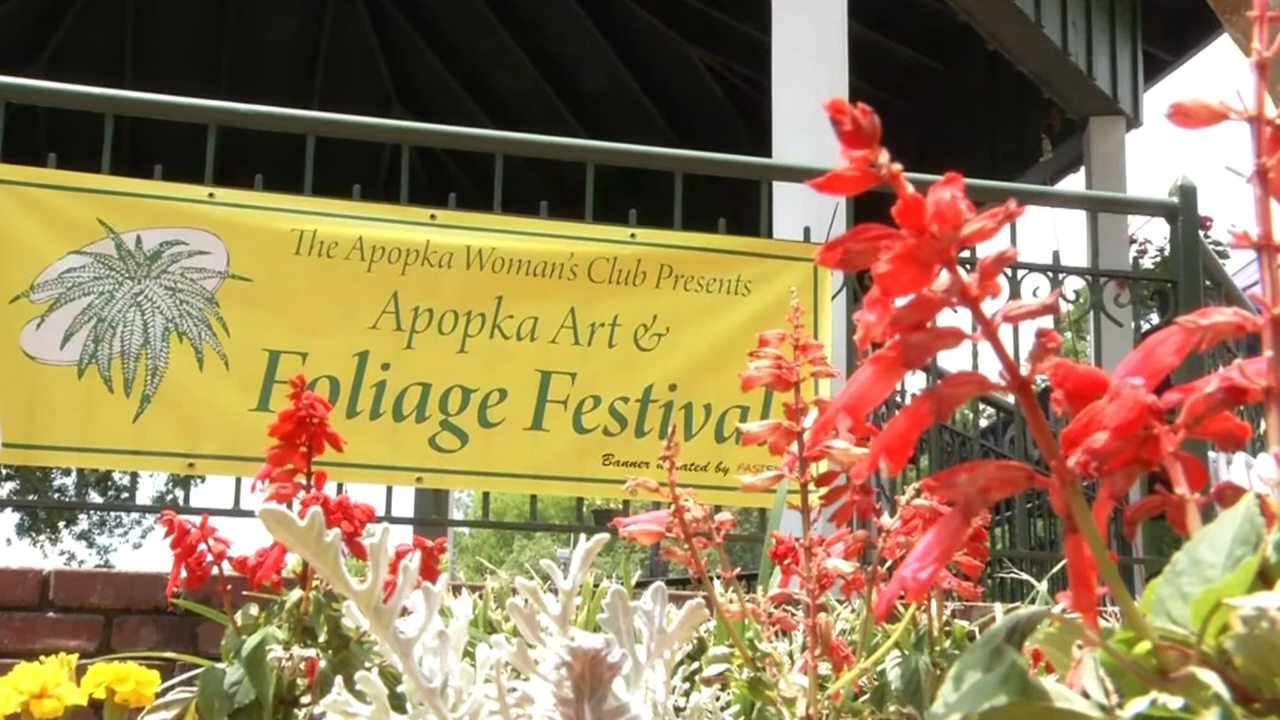 The Apopka Woman's Club Presents
Apopka Art &
Foliage Festival
Banner by